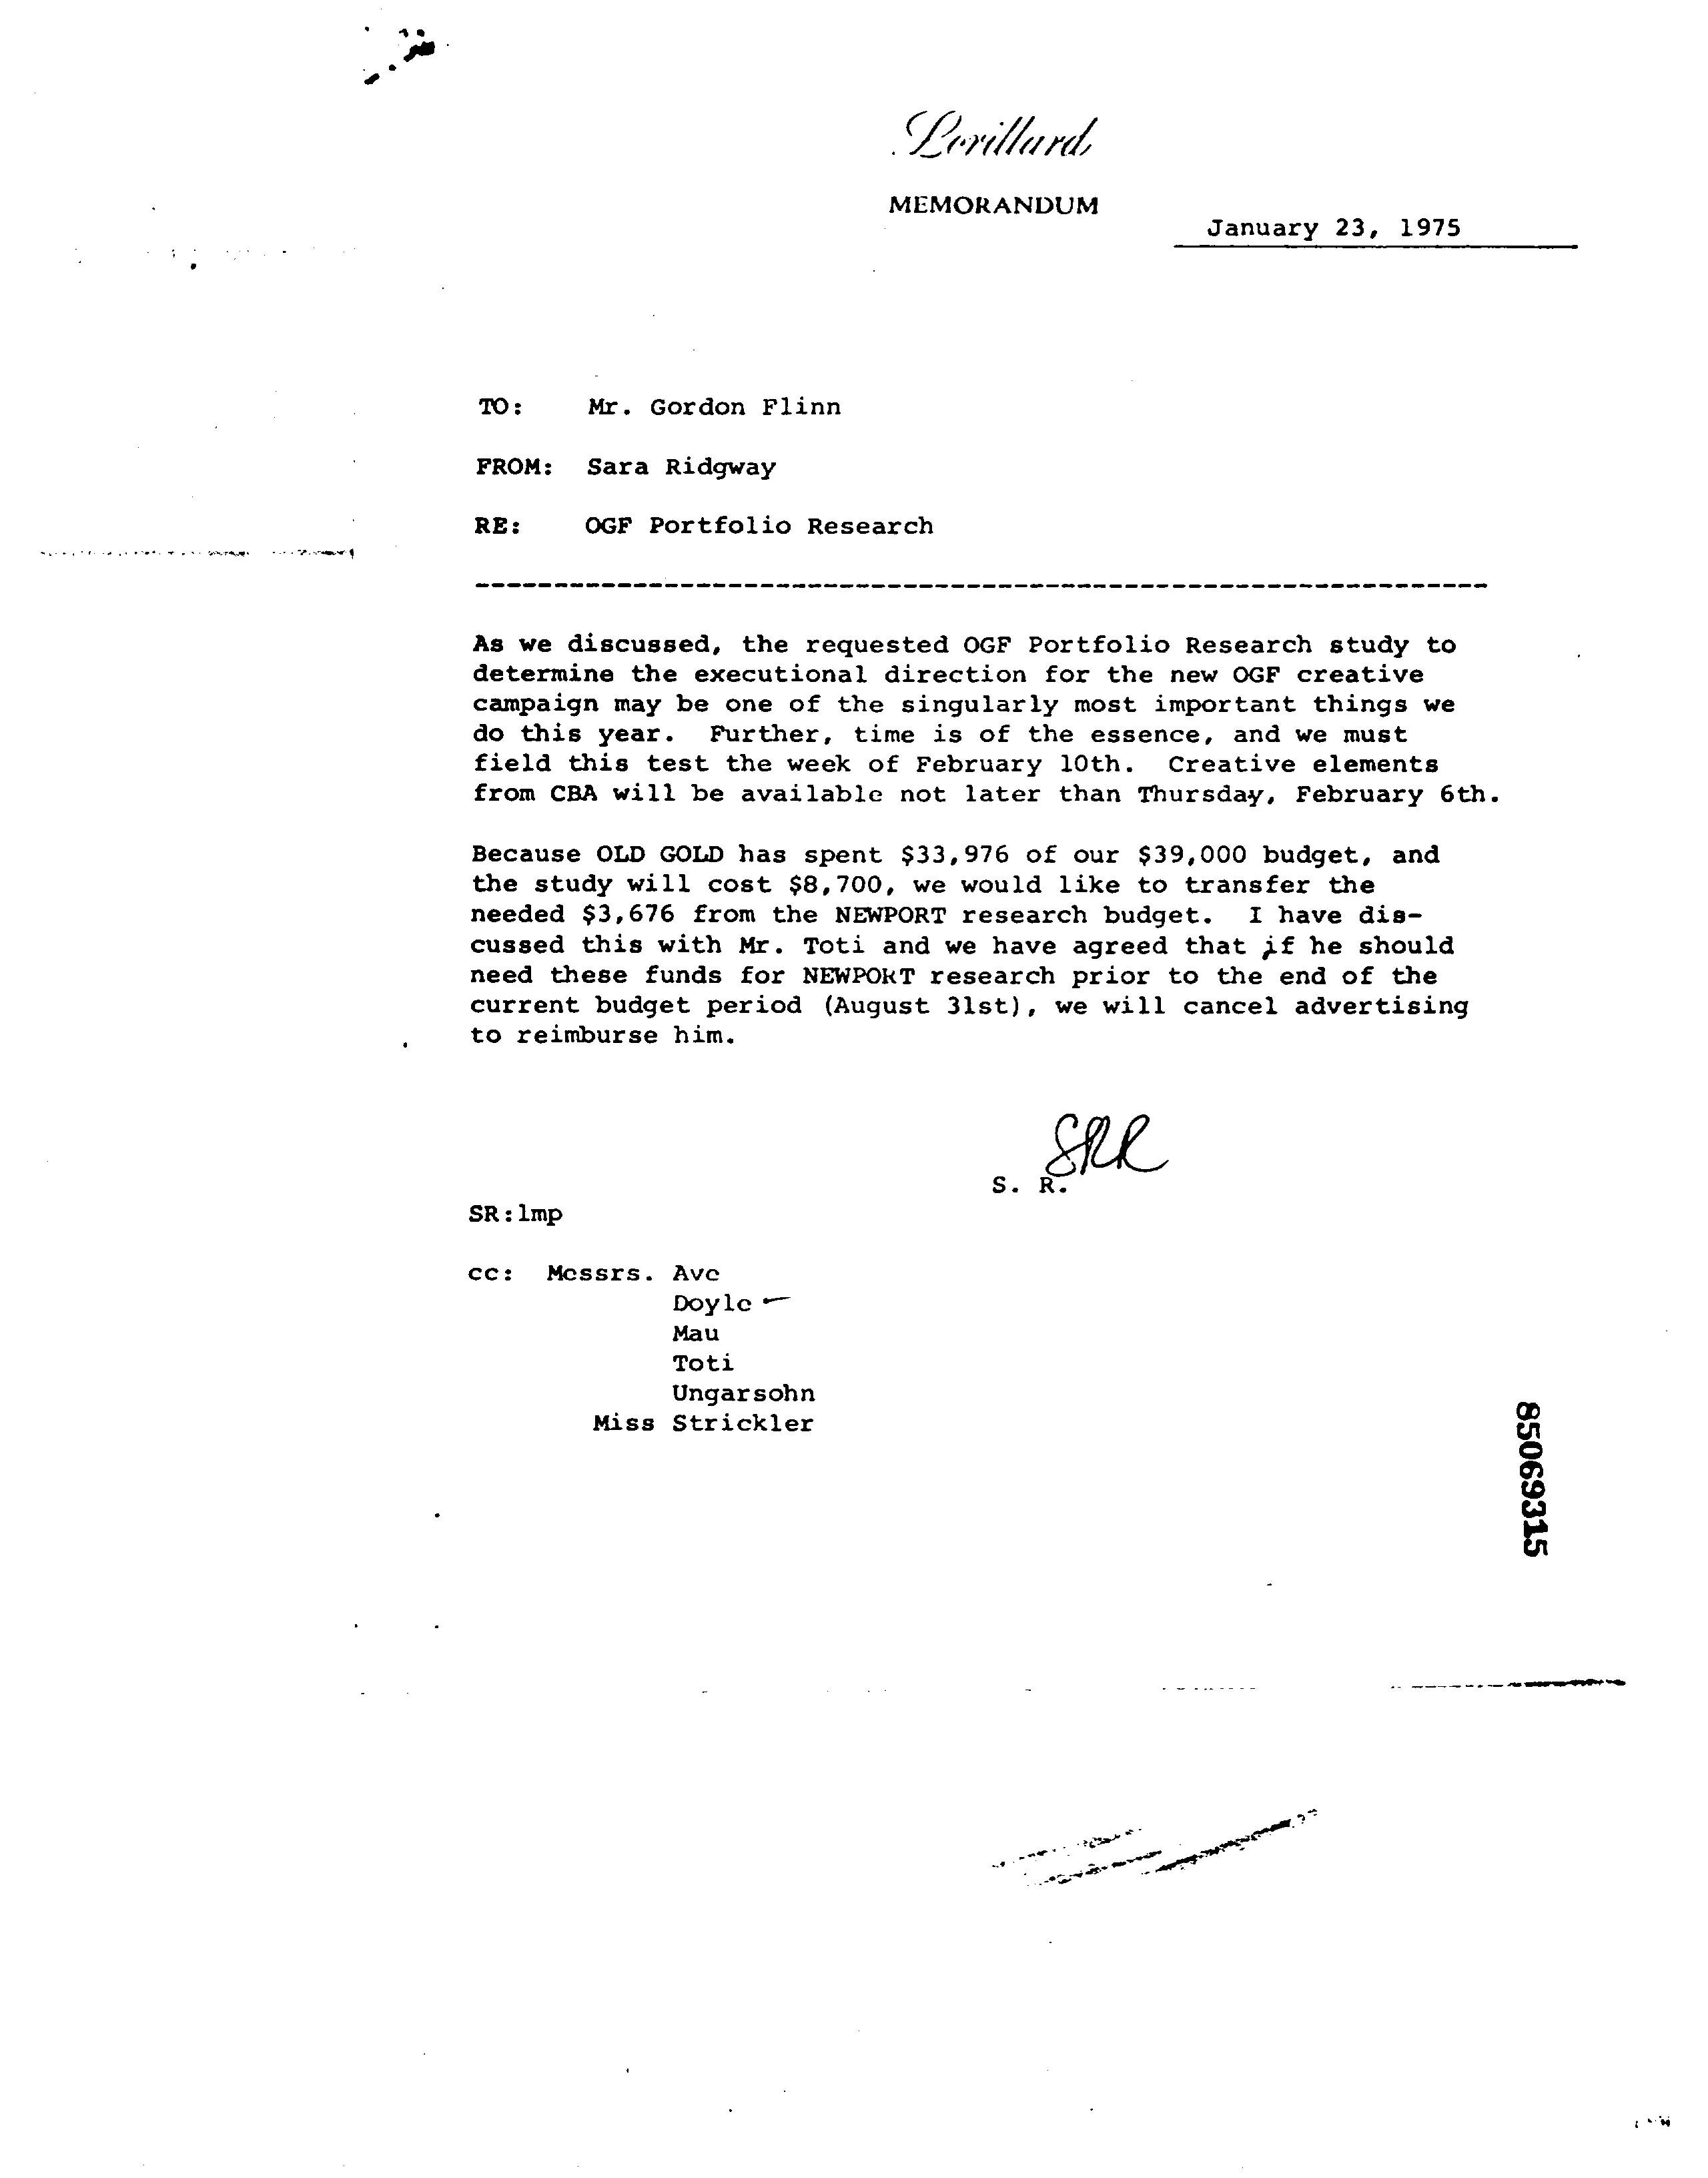 Lorillard
MEMORANDUM
January 23, 1975
TO: Mr. Gordon Flinn
FROM: Sara Ridgway
RE: OGF Portfolio Research
As we discussed, the requested OGF Portfolio Research study to
determine the executional direction for the new OGF creative
campaign may be one of the singularly most important things we
do this year. Further, time is of the essence, and we must
field this test the week of February 10th. Creative elements
from CBA will be available not later than Thursday, February 6th.
Because OLD GOLD has spent $33,976 of our $39,000 budget, and
the study will cost $8,700, we would like to transfer the
needed $3,676 from the NEWPORT research budget. I have dis-
cussed this with Mr. Toti and we have agreed that if he should
need these funds for NEWPORT research prior to the end of the
current budget period (August 31st), we will cancel advertising
to reimburse him.
SRR
S. R.
SR:lmp
cc: Messrs. Ave
Doyle
Mau
Toti
Ungarsohn
Miss Strickler
85069315